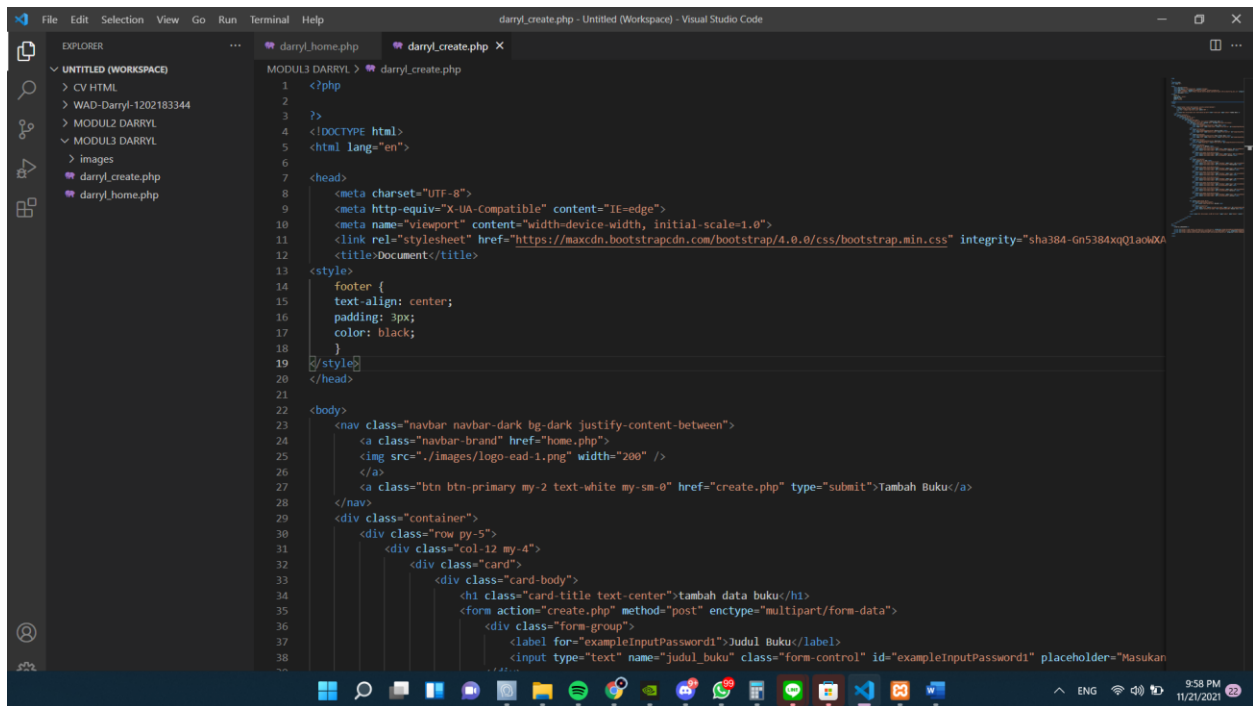 File Edit Selection View Go Run Terminal Help darryl_create.php - Untitled (Workspace) - Visual Studio Code
EXPLORER
UNTITLED (WORKSPACE)
CV HTML
WAD-Darryl-1202183344
MODUL2 DARRYL
MODUL3 DARRYL
images
darryl_create.php
darryl_home.php
darryl_home.php darryl_create.php
MODUL3 DARRYL > darryl_create.php
1 <?php
2
3 ?>
4 <!DOCTYPE html>
5 <html lang="en">
6
7 <head>
8 <meta charset="UTF-8">
9 <meta http-equiv="X-UA-Compatible" content="IE=edge">
10 <meta name="viewport" content="width=device-width, initial-scale=1.0">
11 <link rel="stylesheet" href="https://maxcdn.bootstrapcdn.com/bootstrap/4.0.0/css/bootstrap.min.css" integrity="sha384-Gn5384xqQ1aoWXA
12 <title>Document</title>
13 <style>
14 footer {
15 text-align: center;
16 padding: 3px;
17 color: black;
18 }
19 </style>
20 </head>
21
22 <body>
23 <nav class="navbar navbar-dark bg-dark justify-content-between">
24 <a class="navbar-brand" href="home.php">
25 <img src="./images/logo-ead-1.png" width="200" />
26 </a>
27 <a class="btn btn-primary my-2 text-white my-sm-0" href="create.php" type="submit">Tambah Buku</a>
28 </nav>
29 <div class="container">
30 <div class="row py-5">
31 <div class="col-12 my-4">
32 <div class="card">
33 <div class="card-body">
34 <h1 class="card-title text-center">tambah data buku</h1>
35 <form action="create.php" method="post" enctype="multipart/form-data">
36 <div class="form-group">
37 <label for="exampleInputPassword1">Judul Buku</label>
38 <input type="text" name="judul_buku" class="form-control" id="exampleInputPassword1" placeholder="Masukan
ENG
9:58 PM
11/21/2021
22